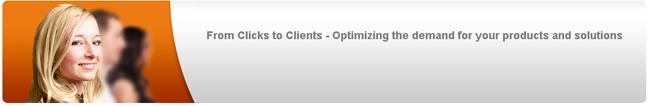 From Clicks to Clients - Optimizing the demand for your products and solutions